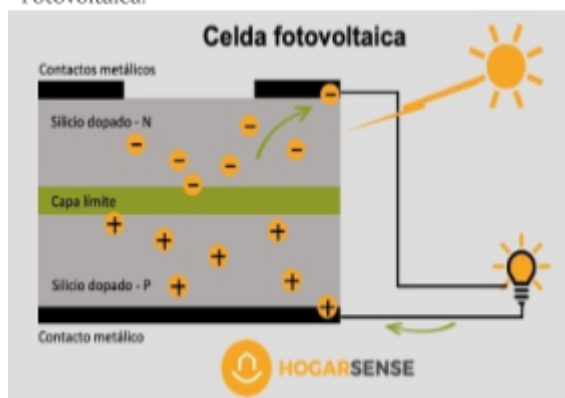 Fotovoltaica.
Celda fotovoltaica
Contactos metálicos
Silicio dopado - N
Capa límite
Silicio dopado - P
Contacto metálico
HOGARSENSE